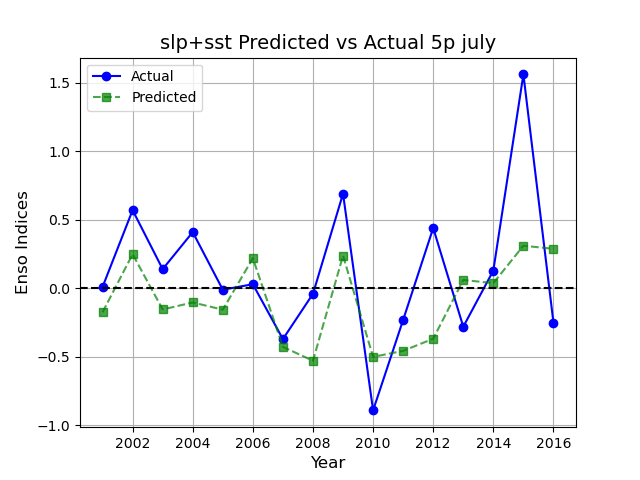 slp+sst Predicted vs Actual 5p july
Actual
Predicted
Enso Indices
1.5
1.0
0.5
0.0
−0.5
−1.0
2002 2004 2006 2008 2010 2012 2014 2016
Year